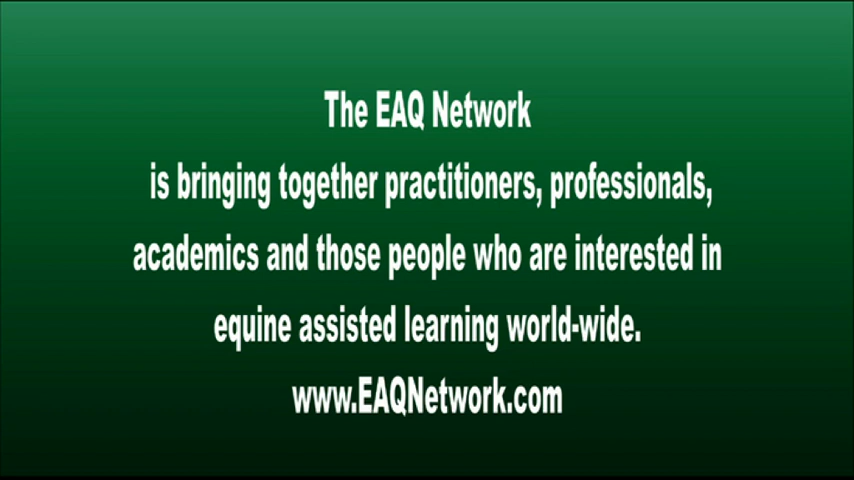 The EAQ Network
is bringing together practitioners, professionals,
academics and those people who are interested in
equine assisted learning world-wide.
www.EAQNetwork.com